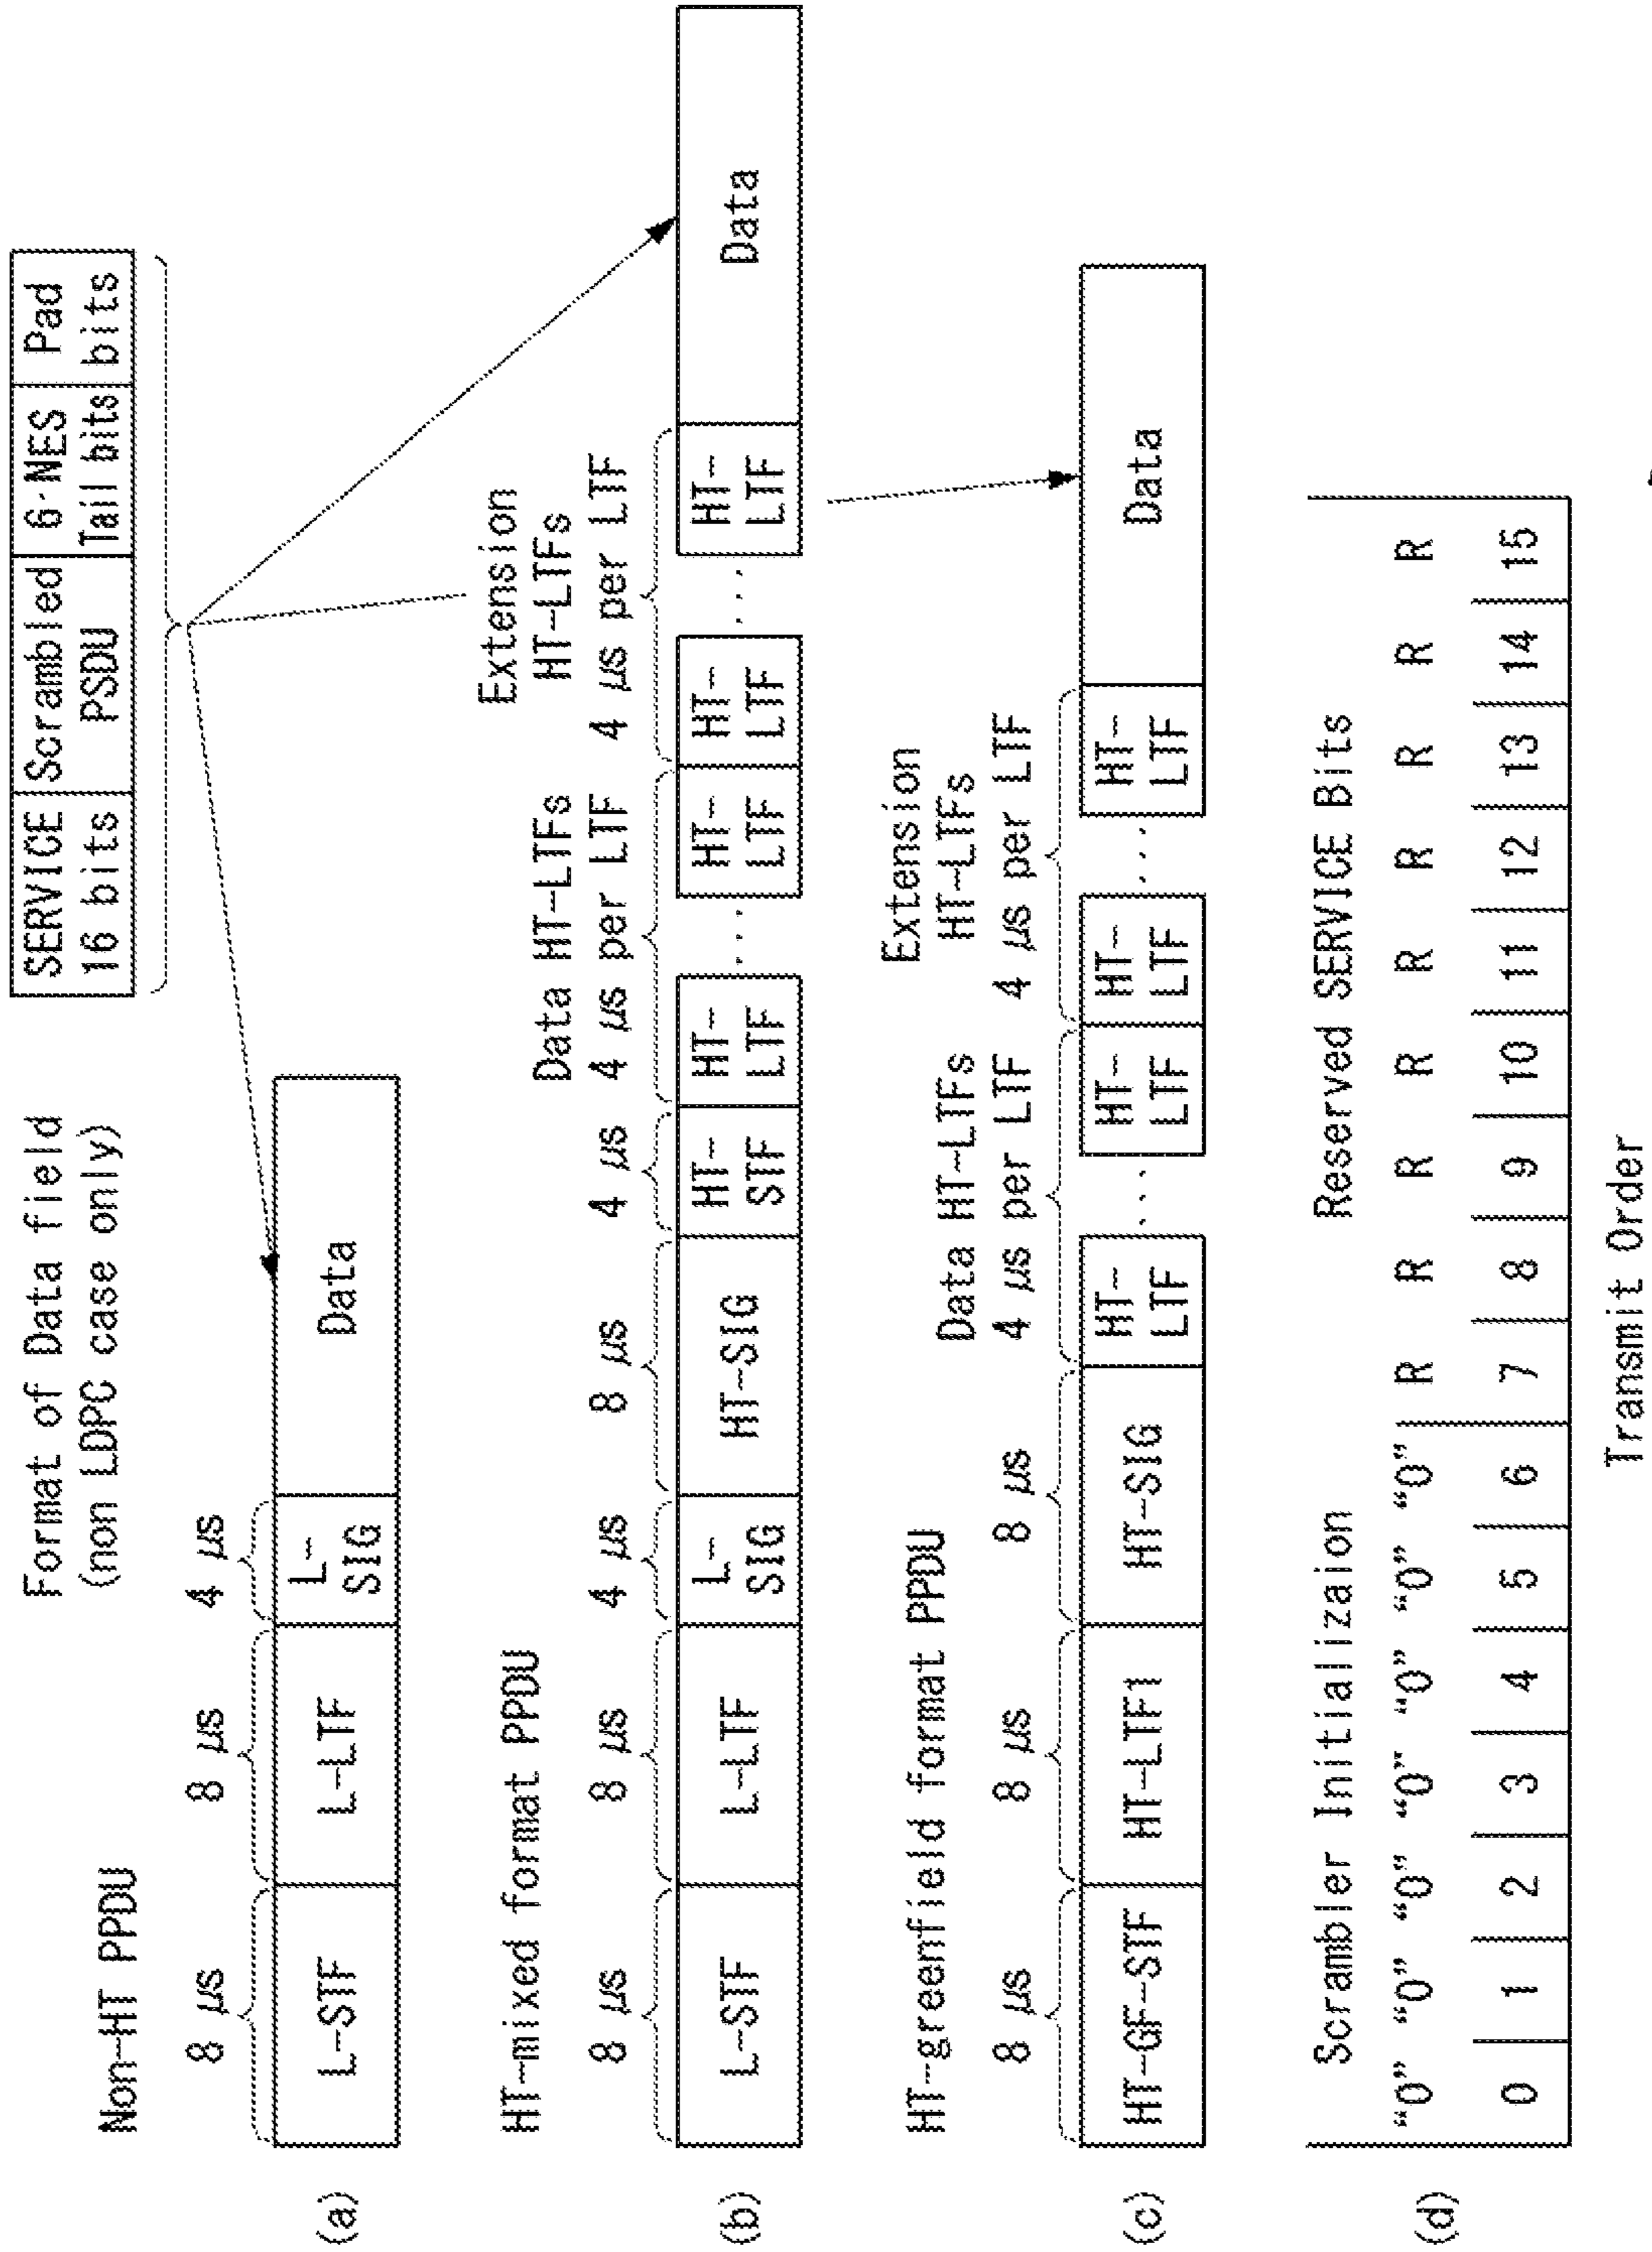 Format of Data field
(non LDPC case only)
SERVICE Scrambled 6·NES Pad
16 bits PSDU Tail bits bits
Non-HT PPDU
8 µs 8 µs 4 µs
(a) L-STF L-LTF L-SIG Data
HT-mixed format PPDU
Extension
Data HT-LTFs HT-LTFs
8 µs 8 µs 4 µs 8 µs 4 µs 4 µs per LTF 4 µs per LTF
(b) L-STF L-LTF L-SIG HT-SIG HT-STF HT-LTF ... HT-LTF HT-LTF ... HT-LTF Data
HT-greenfield format PPDU
Extension
Data HT-LTFs HT-LTFs
8 µs 8 µs 8 µs 4 µs per LTF 4 µs per LTF
(c) HT-GF-STF HT-LTF1 HT-SIG HT-LTF ... HT-LTF HT-LTF ... HT-LTF Data
Scrambler Initializaion Reserved SERVICE Bits
"0" "0" "0" "0" "0" "0" "0" R R R R R R R R R
(d) 0 1 2 3 4 5 6 7 8 9 10 11 12 13 14 15
Transmit Order